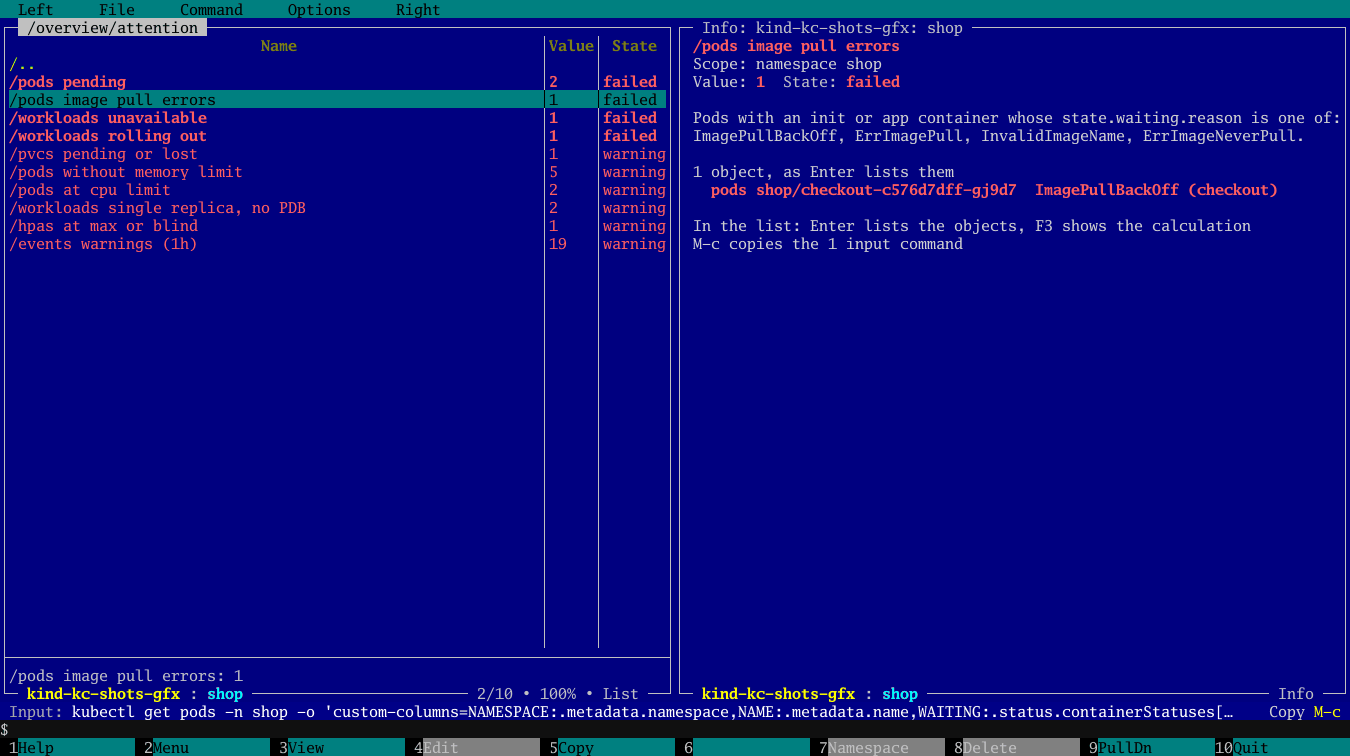 Left File Command Options Right
/overview/attention
Name Value State
/..
/pods pending 2 failed
/pods image pull errors 1 failed
/workloads unavailable 1 failed
/workloads rolling out 1 failed
/pvcs pending or lost 1 warning
/pods without memory limit 5 warning
/pods at cpu limit 2 warning
/workloads single replica, no PDB 2 warning
/hpas at max or blind 1 warning
/events warnings (1h) 19 warning
/pods image pull errors: 1
kind-kc-shots-gfx : shop 2/10 • 100% • List
Info: kind-kc-shots-gfx: shop
/pods image pull errors
Scope: namespace shop
Value: 1 State: failed
Pods with an init or app container whose state.waiting.reason is one of:
ImagePullBackOff, ErrImagePull, InvalidImageName, ErrImageNeverPull.
1 object, as Enter lists them
pods shop/checkout-c576d7dff-gj9d7 ImagePullBackOff (checkout)
In the list: Enter lists the objects, F3 shows the calculation
M-c copies the 1 input command
kind-kc-shots-gfx : shop Info
Input: kubectl get pods -n shop -o 'custom-columns=NAMESPACE:.metadata.namespace,NAME:.metadata.name,WAITING:.status.containerStatuses[… Copy M-c
$
1Help 2Menu 3View 4Edit 5Copy 6 7Namespace 8Delete 9PullDn 10Quit